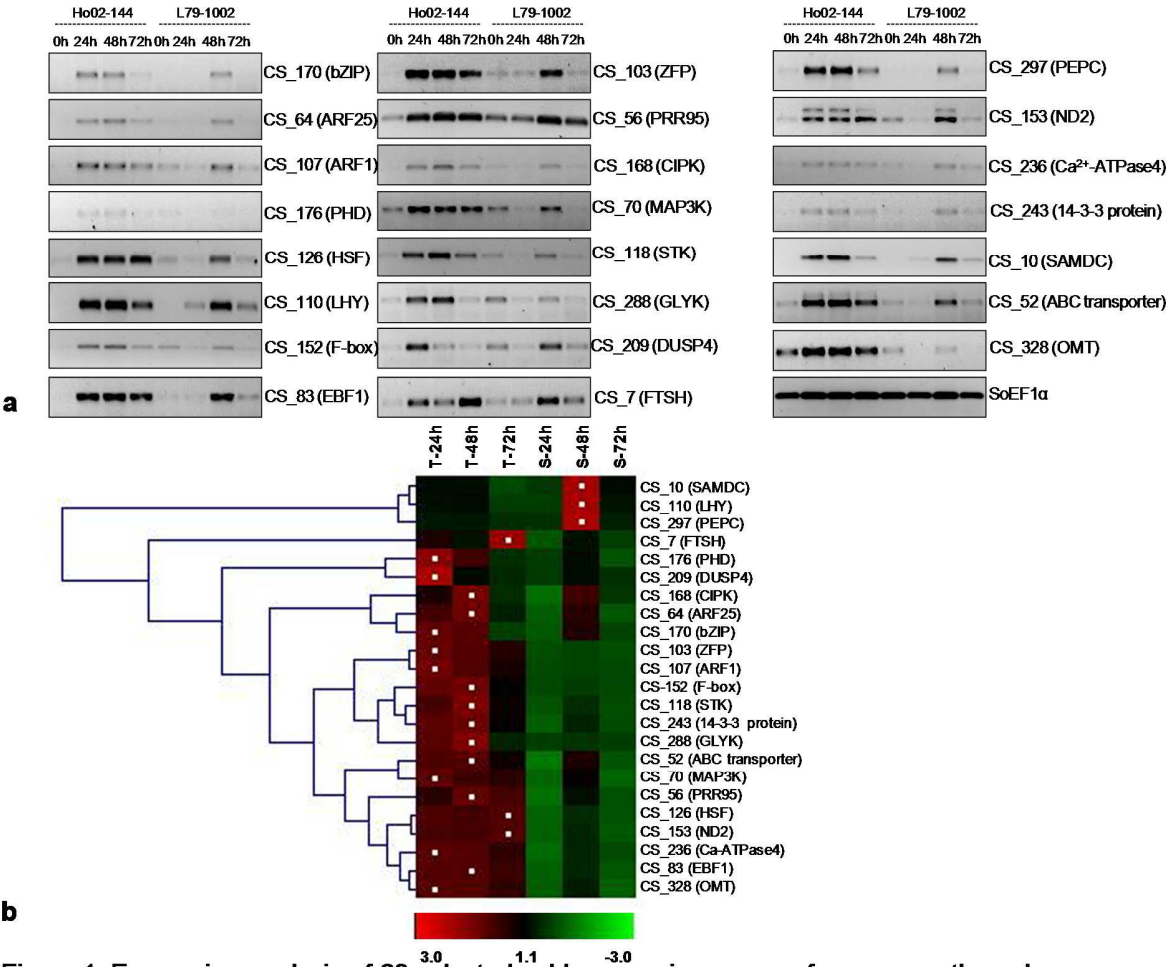 Ho02-144 L79-1002
0h 24h 48h 72h 0h 24h 48h 72h
CS_170 (bZIP)
CS_64 (ARF25)
CS_107 (ARF1)
CS_176 (PHD)
CS_126 (HSF)
CS_110 (LHY)
CS_152 (F-box)
CS_83 (EBF1)
Ho02-144 L79-1002
0h 24h 48h 72h 0h 24h 48h 72h
CS_103 (ZFP)
CS_56 (PRR95)
CS_168 (CIPK)
CS_70 (MAP3K)
CS_118 (STK)
CS_288 (GLYK)
CS_209 (DUSP4)
CS_7 (FTSH)
Ho02-144 L79-1002
0h 24h 48h 72h 0h 24h 48h 72h
CS_297 (PEPC)
CS_153 (ND2)
CS_236 (Ca²⁺-ATPase4)
CS_243 (14-3-3 protein)
CS_10 (SAMDC)
CS_52 (ABC transporter)
CS_328 (OMT)
SoEF1α
a
T-24h
T-48h
T-72h
S-24h
S-48h
S-72h
CS_10 (SAMDC)
CS_110 (LHY)
CS_297 (PEPC)
CS_7 (FTSH)
CS_176 (PHD)
CS_209 (DUSP4)
CS_168 (CIPK)
CS_64 (ARF25)
CS_170 (bZIP)
CS_103 (ZFP)
CS_107 (ARF1)
CS-152 (F-box)
CS_118 (STK)
CS_243 (14-3-3 protein)
CS_288 (GLYK)
CS_52 (ABC transporter)
CS_70 (MAP3K)
CS_56 (PRR95)
CS_126 (HSF)
CS_153 (ND2)
CS_236 (Ca-ATPase4)
CS_83 (EBF1)
CS_328 (OMT)
b
3.0 1.1 -3.0